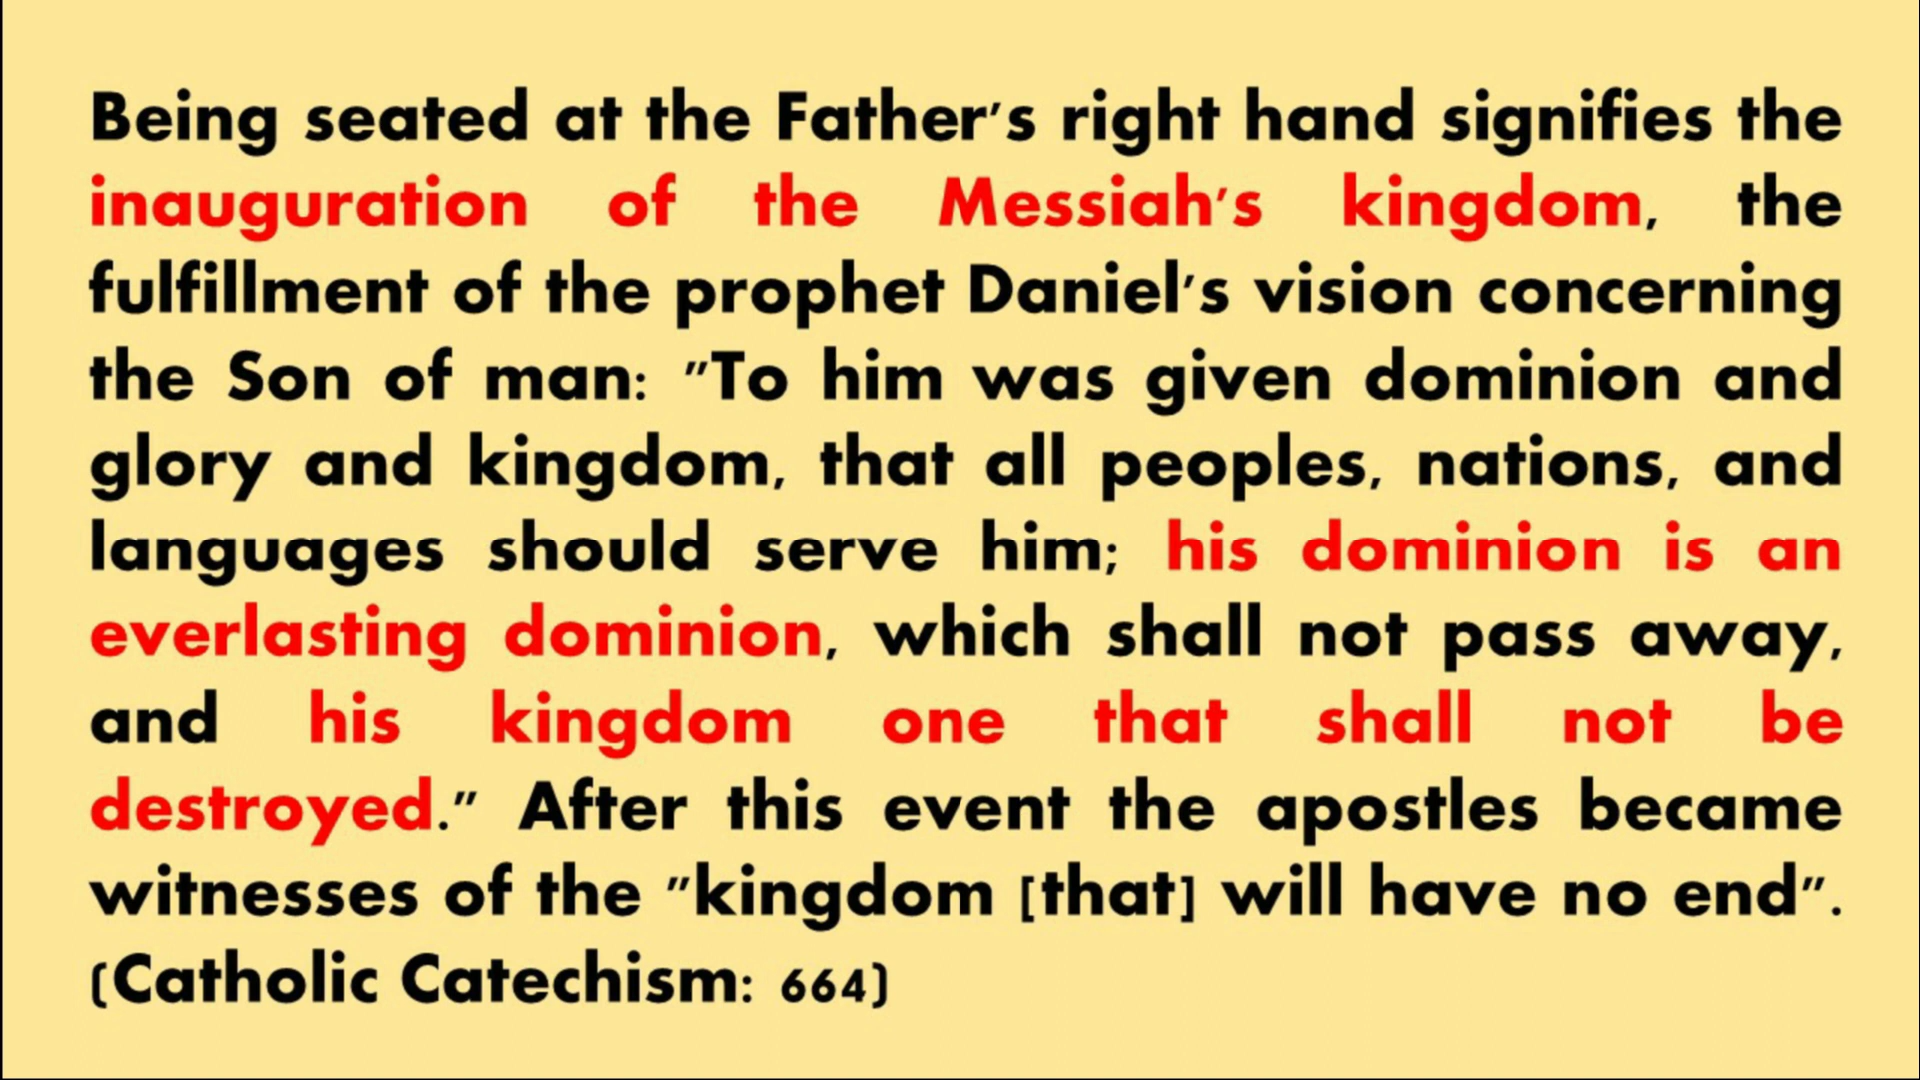 Being seated at the Father's right hand signifies the
inauguration of the Messiah's kingdom, the
fulfillment of the prophet Daniel's vision concerning
the Son of man: "To him was given dominion and
glory and kingdom, that all peoples, nations, and
languages should serve him; his dominion is an
everlasting dominion, which shall not pass away,
and his kingdom one that shall not be
destroyed." After this event the apostles became
witnesses of the "kingdom [that] will have no end".
(Catholic Catechism: 664)